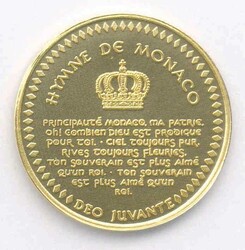 HYMNE DE MONACO
PRINCIPAUTÉ MONACO, MA PATRIE,
OH! COMBIEN DIEU EST PRODIGUE
POUR TOI. · CIEL TOUJOURS PUR,
RIVES TOUJOURS FLEURIES,
TON SOUVERAIN EST PLUS AIMÉ
QU'UN ROI. · TON SOUVERAIN
EST PLUS AIMÉ QU'UN
ROI.
DEO JUVANTE